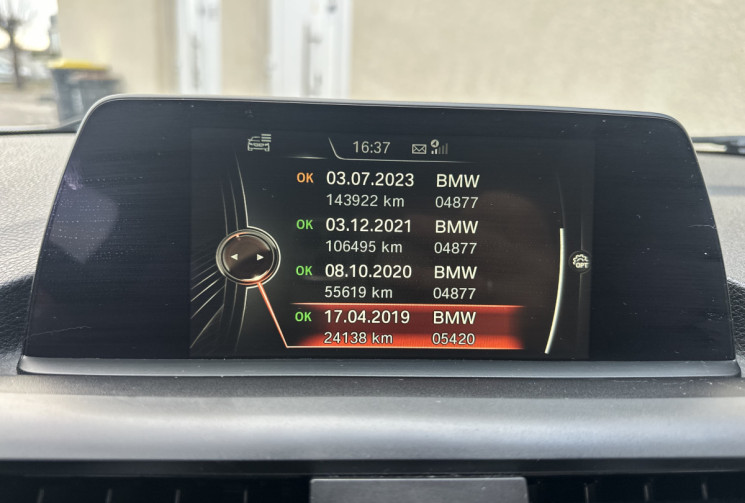 16:37
OK 03.07.2023 BMW
143922 km 04877
OK 03.12.2021 BMW
106495 km 04877
OK 08.10.2020 BMW
55619 km 04877
OK 17.04.2019 BMW
24138 km 05420
OPT